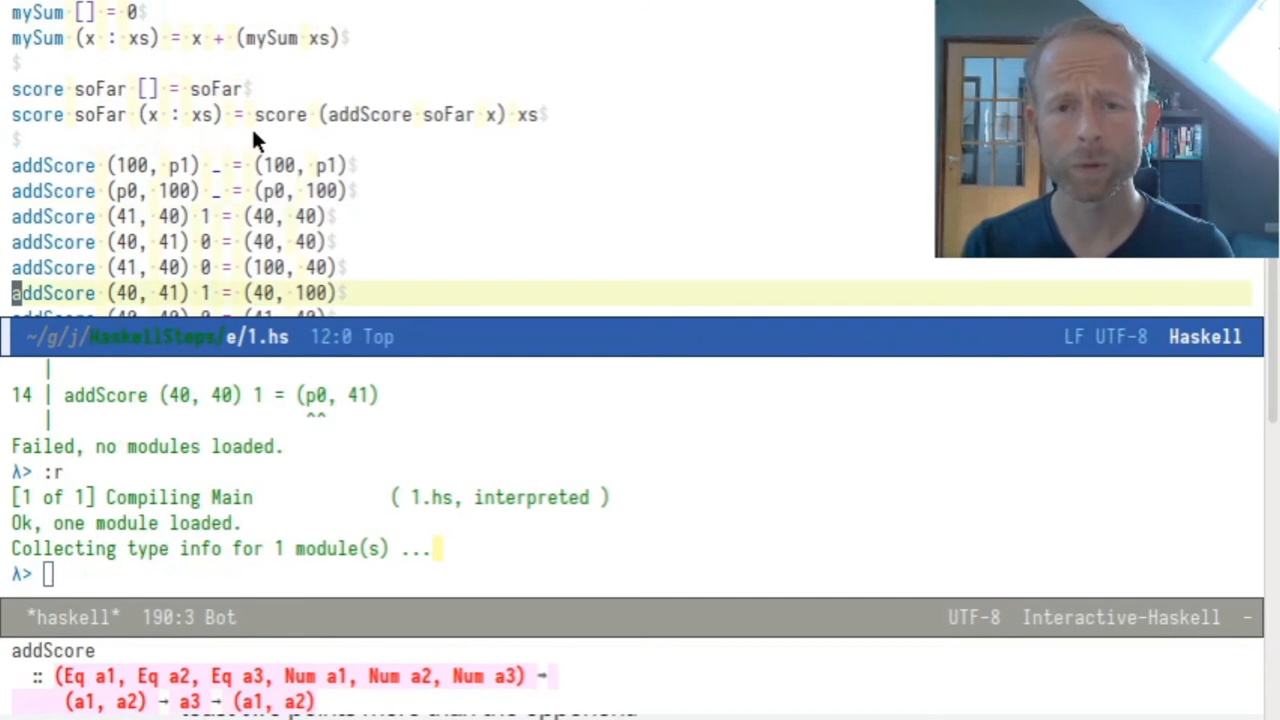 mySum [] = 0$
mySum (x : xs) = x + (mySum xs)$
$
score soFar [] = soFar$
score soFar (x : xs) = score (addScore soFar x) xs$
$
addScore (100, p1) _ = (100, p1)$
addScore (p0, 100) _ = (p0, 100)$
addScore (41, 40) 1 = (40, 40)$
addScore (40, 41) 0 = (40, 40)$
addScore (41, 40) 0 = (100, 40)$
addScore (40, 41) 1 = (40, 100)$
~/g/j/HaskellSteps/e/1.hs 12:0 Top LF UTF-8 Haskell
|
14 | addScore (40, 40) 1 = (p0, 41)
| ^^
Failed, no modules loaded.
λ> :r
[1 of 1] Compiling Main ( 1.hs, interpreted )
Ok, one module loaded.
Collecting type info for 1 module(s) ...
λ>
*haskell* 190:3 Bot UTF-8 Interactive-Haskell -
addScore
:: (Eq a1, Eq a2, Eq a3, Num a1, Num a2, Num a3) →
(a1, a2) → a3 → (a1, a2)